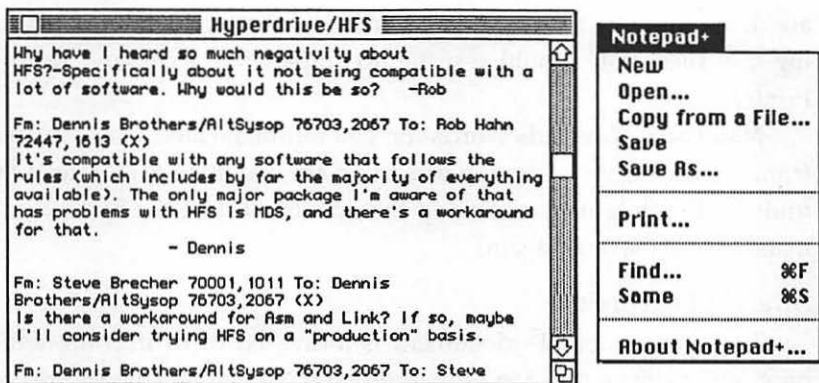 Hyperdrive/HFS
Why have I heard so much negativity about
HFS?-Specifically about it not being compatible with a
lot of software. Why would this be so?   -Rob
Fm: Dennis Brothers/AltSysop 76703,2067 To: Rob Hahn
72447,1613 (X)
It's compatible with any software that follows the
rules (which includes by far the majority of everything
available). The only major package I'm aware of that
has problems with HFS is MDS, and there's a workaround
for that.
- Dennis
Fm: Steve Brecher 70001,1011 To: Dennis
Brothers/AltSysop 76703,2067 (X)
Is there a workaround for Asm and Link? If so, maybe
I'll consider trying HFS on a "production" basis.
Fm: Dennis Brothers/AltSysop 76703,2067 To: Steve
Notepad+
New
Open...
Copy from a File...
Save
Save As...
Print...
Find... ⌘F
Same ⌘S
About Notepad+...